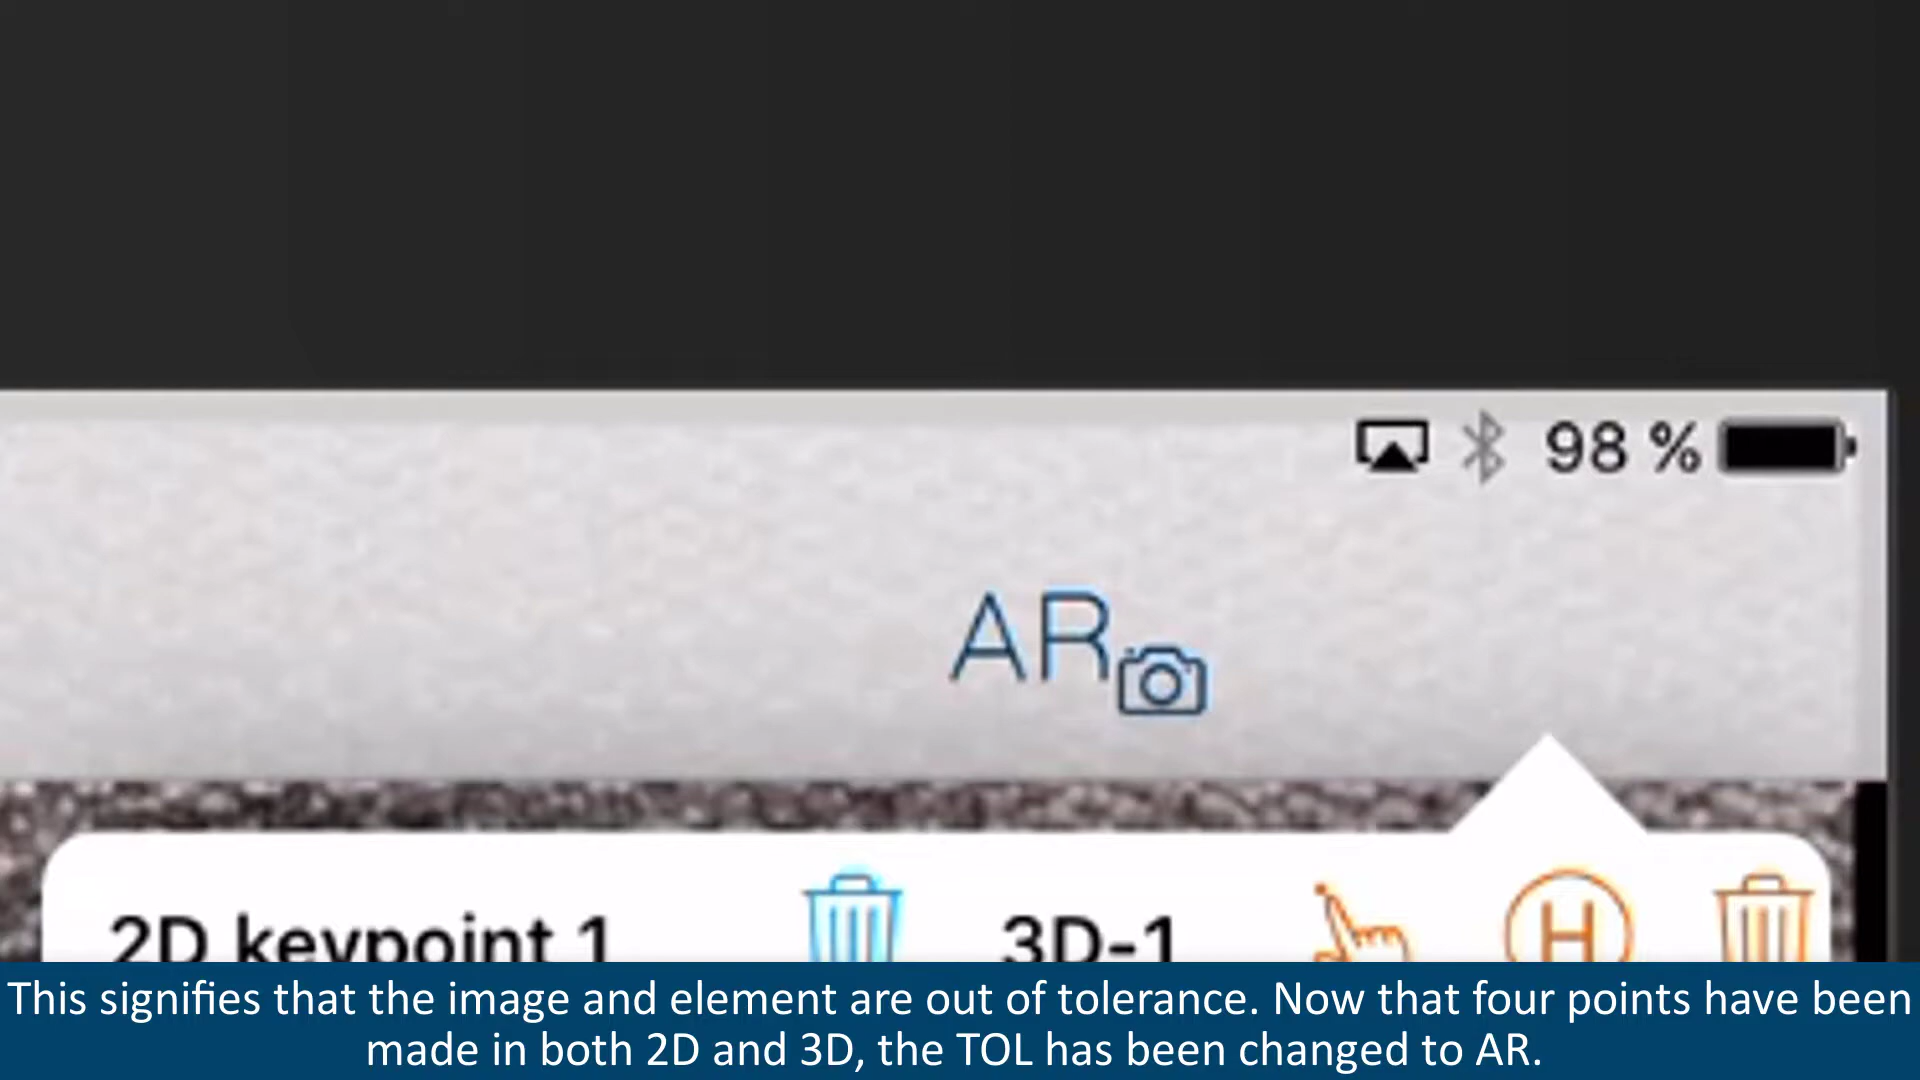 98 %
AR
2D keypoint 1 3D-1 H
This signifies that the image and element are out of tolerance. Now that four points have been
made in both 2D and 3D, the TOL has been changed to AR.